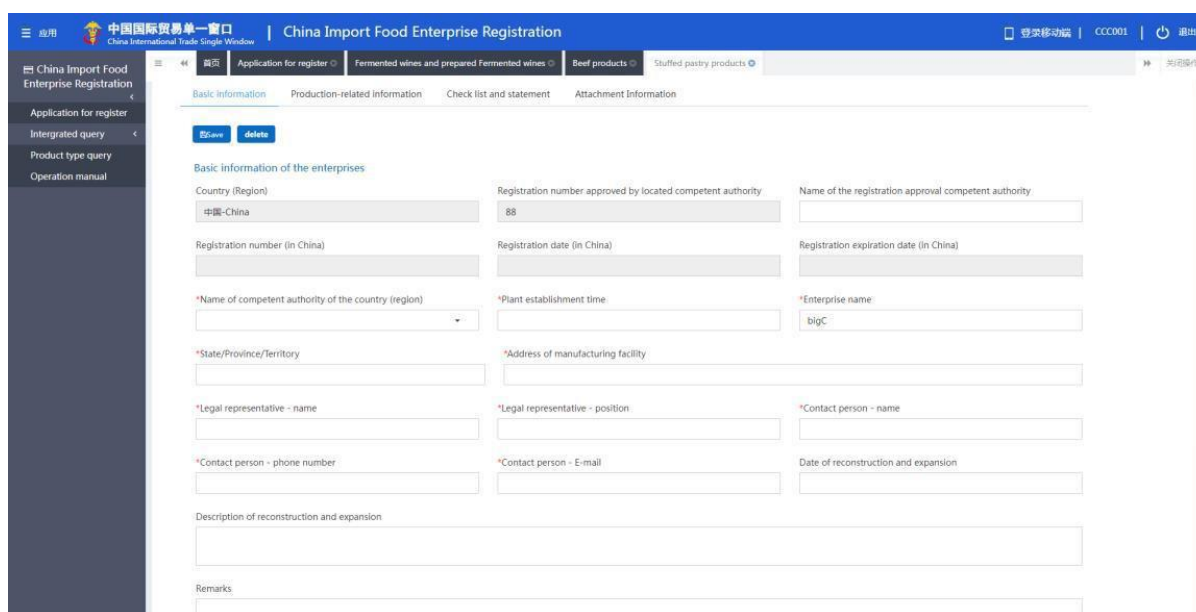 应用
中国国际贸易单一窗口
China International Trade Single Window
China Import Food Enterprise Registration
登录移动端
CCC001
退出
China Import Food Enterprise Registration
Application for register
Intergrated query
Product type query
Operation manual
首页
Application for register
Fermented wines and prepared Fermented wines
Beef products
Stuffed pastry products
关闭操作
Basic information
Production-related information
Check list and statement
Attachment Information
Save
delete
Basic information of the enterprises
Country (Region)
Registration number approved by located competent authority
Name of the registration approval competent authority
中国-China
88
Registration number (in China)
Registration date (in China)
Registration expiration date (in China)
*Name of competent authority of the country (region)
*Plant establishment time
*Enterprise name
bigC
*State/Province/Territory
*Address of manufacturing facility
*Legal representative - name
*Legal representative - position
*Contact person - name
*Contact person - phone number
*Contact person - E-mail
Date of reconstruction and expansion
Description of reconstruction and expansion
Remarks